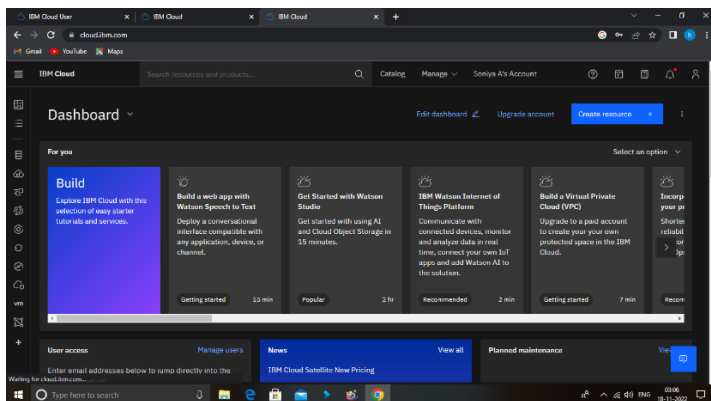 IBM Cloud User
IBM Cloud
IBM Cloud
cloud.ibm.com
Gmail
YouTube
Maps
IBM Cloud
Search resources and products...
Catalog
Manage
Soniya A's Account
Dashboard
Edit dashboard
Upgrade account
Create resource +
For you
Select an option
Build
Explore IBM Cloud with this
selection of easy starter
tutorials and services.
Build a web app with
Watson Speech to Text
Deploy a conversational
interface compatible with
any application, device, or
channel.
Getting started
15 min
Get Started with Watson
Studio
Get started with using AI
and Cloud Object Storage in
15 minutes.
Popular
2 hr
IBM Watson Internet of
Things Platform
Communicate with
connected devices, monitor
and analyze data in real
time, connect your own IoT
apps and add Watson AI to
the solution.
Recommended
2 min
Build a Virtual Private
Cloud (VPC)
Upgrade to a paid account
to create your your own
protected space in the IBM
Cloud.
Getting started
7 min
Incorp
your pr
Shorte
reliabil
Recom
vm
User access
Manage users
Enter email addresses below to jump directly into the
News
View all
IBM Cloud Satellite New Pricing
Planned maintenance
Vie
Waiting for cloud.ibm.com...
Type here to search
ENG
03:06
18-11-2022